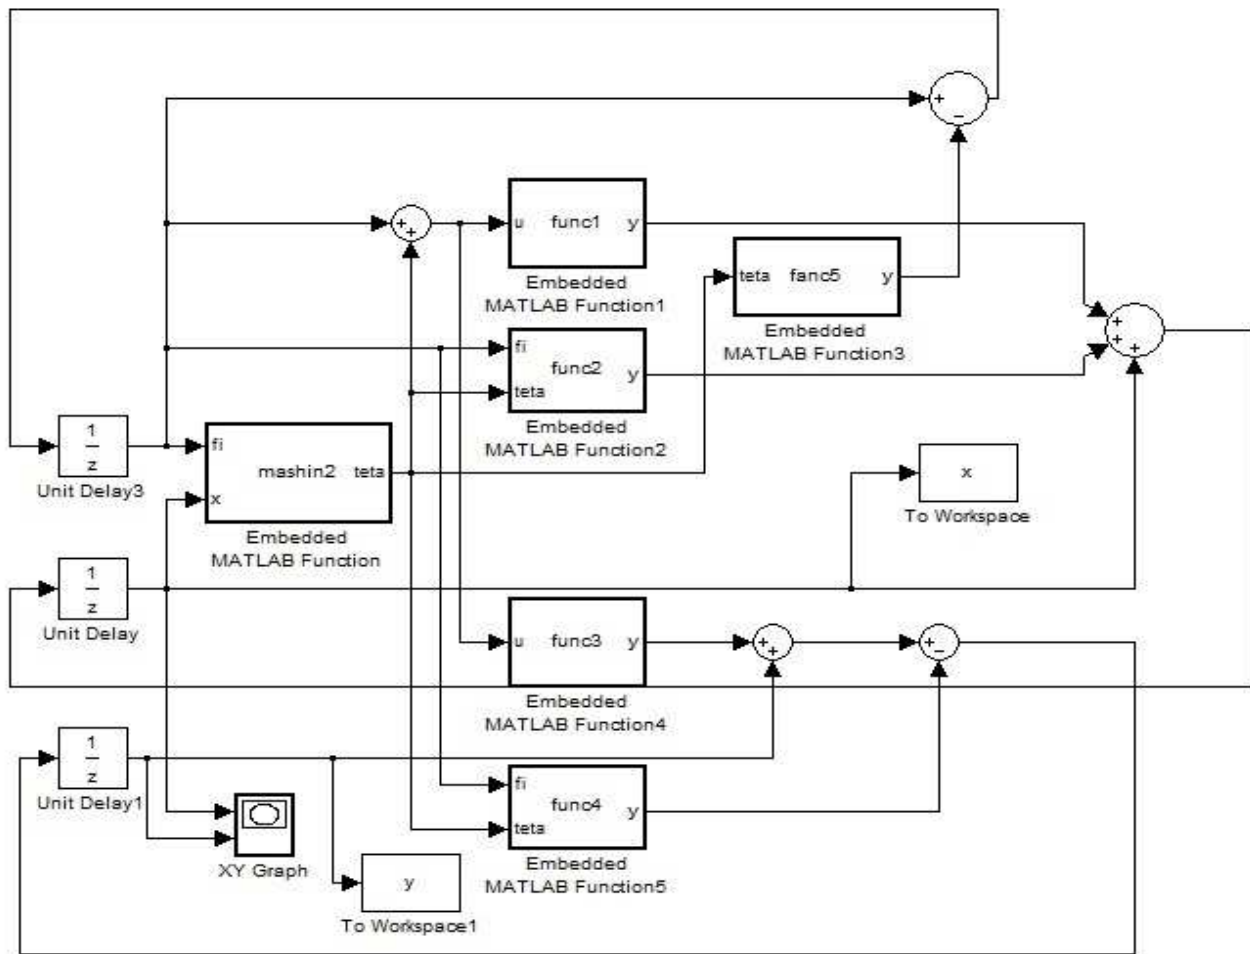 +
−
u func1 y
Embedded
MATLAB Function1
+
+
teta fanc5 y
Embedded
MATLAB Function3
fi
func2 y
teta
Embedded
MATLAB Function2
+
+
+
1
z
Unit Delay3
fi
mashin2 teta
x
Embedded
MATLAB Function
x
To Workspace
1
z
Unit Delay
u func3 y
Embedded
MATLAB Function4
+
+
+
−
1
z
Unit Delay1
fi
func4 y
teta
Embedded
MATLAB Function5
XY Graph
y
To Workspace1